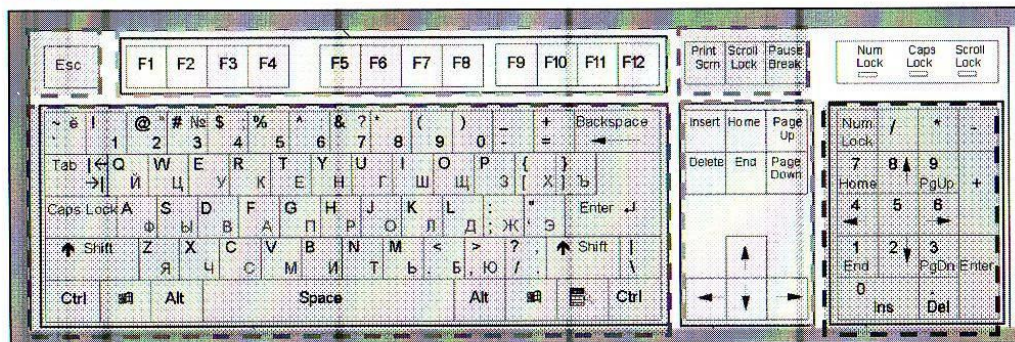 Esc F1 F2 F3 F4 F5 F6 F7 F8 F9 F10 F11 F12 Print Scrn Scroll Lock Pause Break Num Lock Caps Lock Scroll Lock
~ ё ! @ " # № $ % ^ & ? * ( ) _ + Backspace
` 1 2 3 4 5 6 7 8 9 0 - =
Insert Home Page Up
Num Lock / * -
Tab Q W E R T Y U I O P { }
Й Ц У К Е Н Г Ш Щ З [ Х ] Ъ
Delete End Page Down
7 Home 8 9 PgUp +
Caps Lock A S D F G H J K L : " Enter
Ф Ы В А П Р О Л Д ; Ж ' Э
4 5 6
Shift Z X C V B N M < > ? , Shift |
Я Ч С М И Т Ь . Б , Ю / . \
1 End 2 3 PgDn Enter
Ctrl Alt Space Alt Ctrl
0 Ins . Del